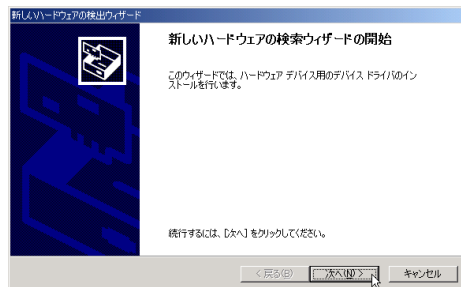 新しいハードウェアの検出ウィザード
新しいハードウェアの検索ウィザードの開始
このウィザードでは、ハードウェア デバイス用のデバイス ドライバのイン
ストールを行います。
続行するには、[次へ] をクリックしてください。
< 戻る(B) 次へ(N) > キャンセル